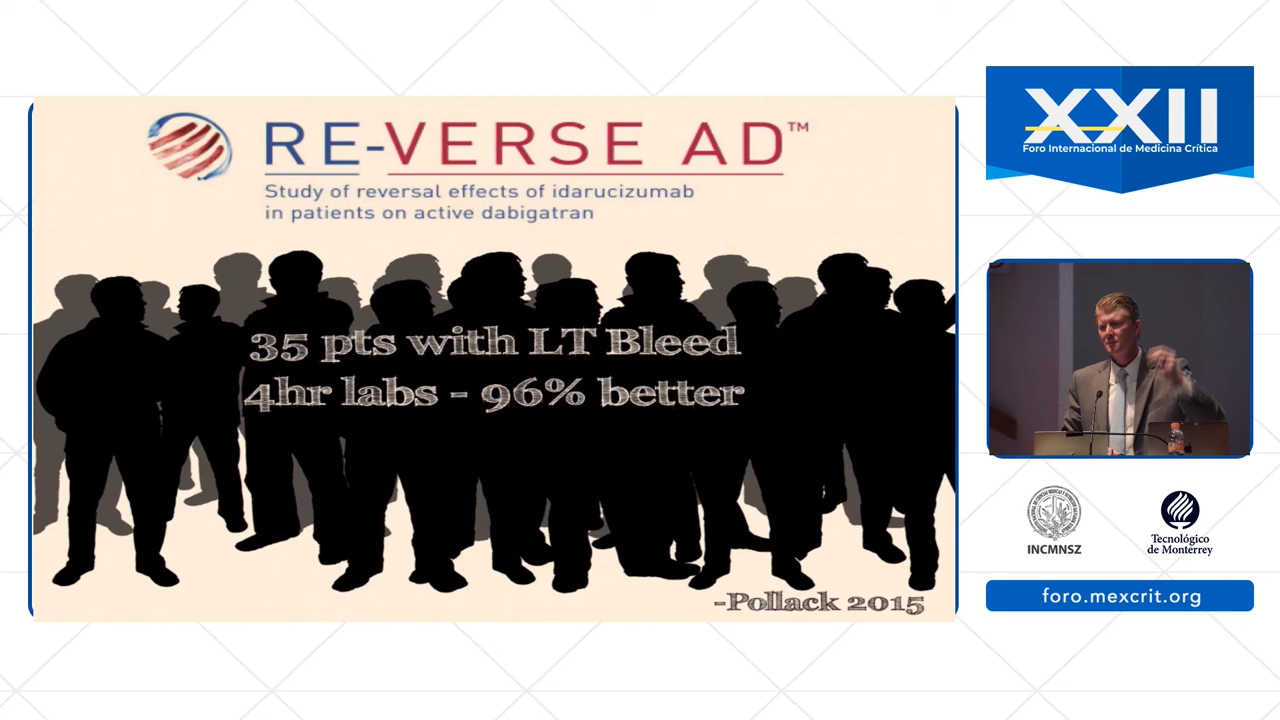 RE-VERSE AD™
Study of reversal effects of idarucizumab
in patients on active dabigatran
35 pts with LT Bleed
4hr labs - 96% better
-Pollack 2015
XXII
Foro Internacional de Medicina Crítica
INCMNSZ
Tecnológico
de Monterrey
foro.mexcrit.org